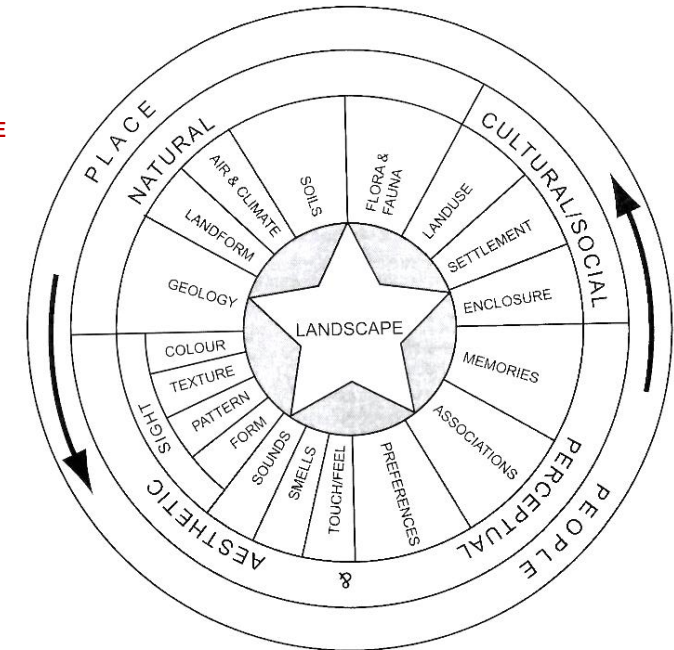 E
PLACE
NATURAL
CULTURAL/SOCIAL
AIR & CLIMATE
SOILS
FLORA &
FAUNA
LANDUSE
LANDFORM
SETTLEMENT
GEOLOGY
ENCLOSURE
LANDSCAPE
COLOUR
MEMORIES
TEXTURE
PATTERN
FORM
SIGHT
SOUNDS
SMELLS
TOUCH/FEEL
PREFERENCES
ASSOCIATIONS
AESTHETIC
&
PERCEPTUAL
PEOPLE